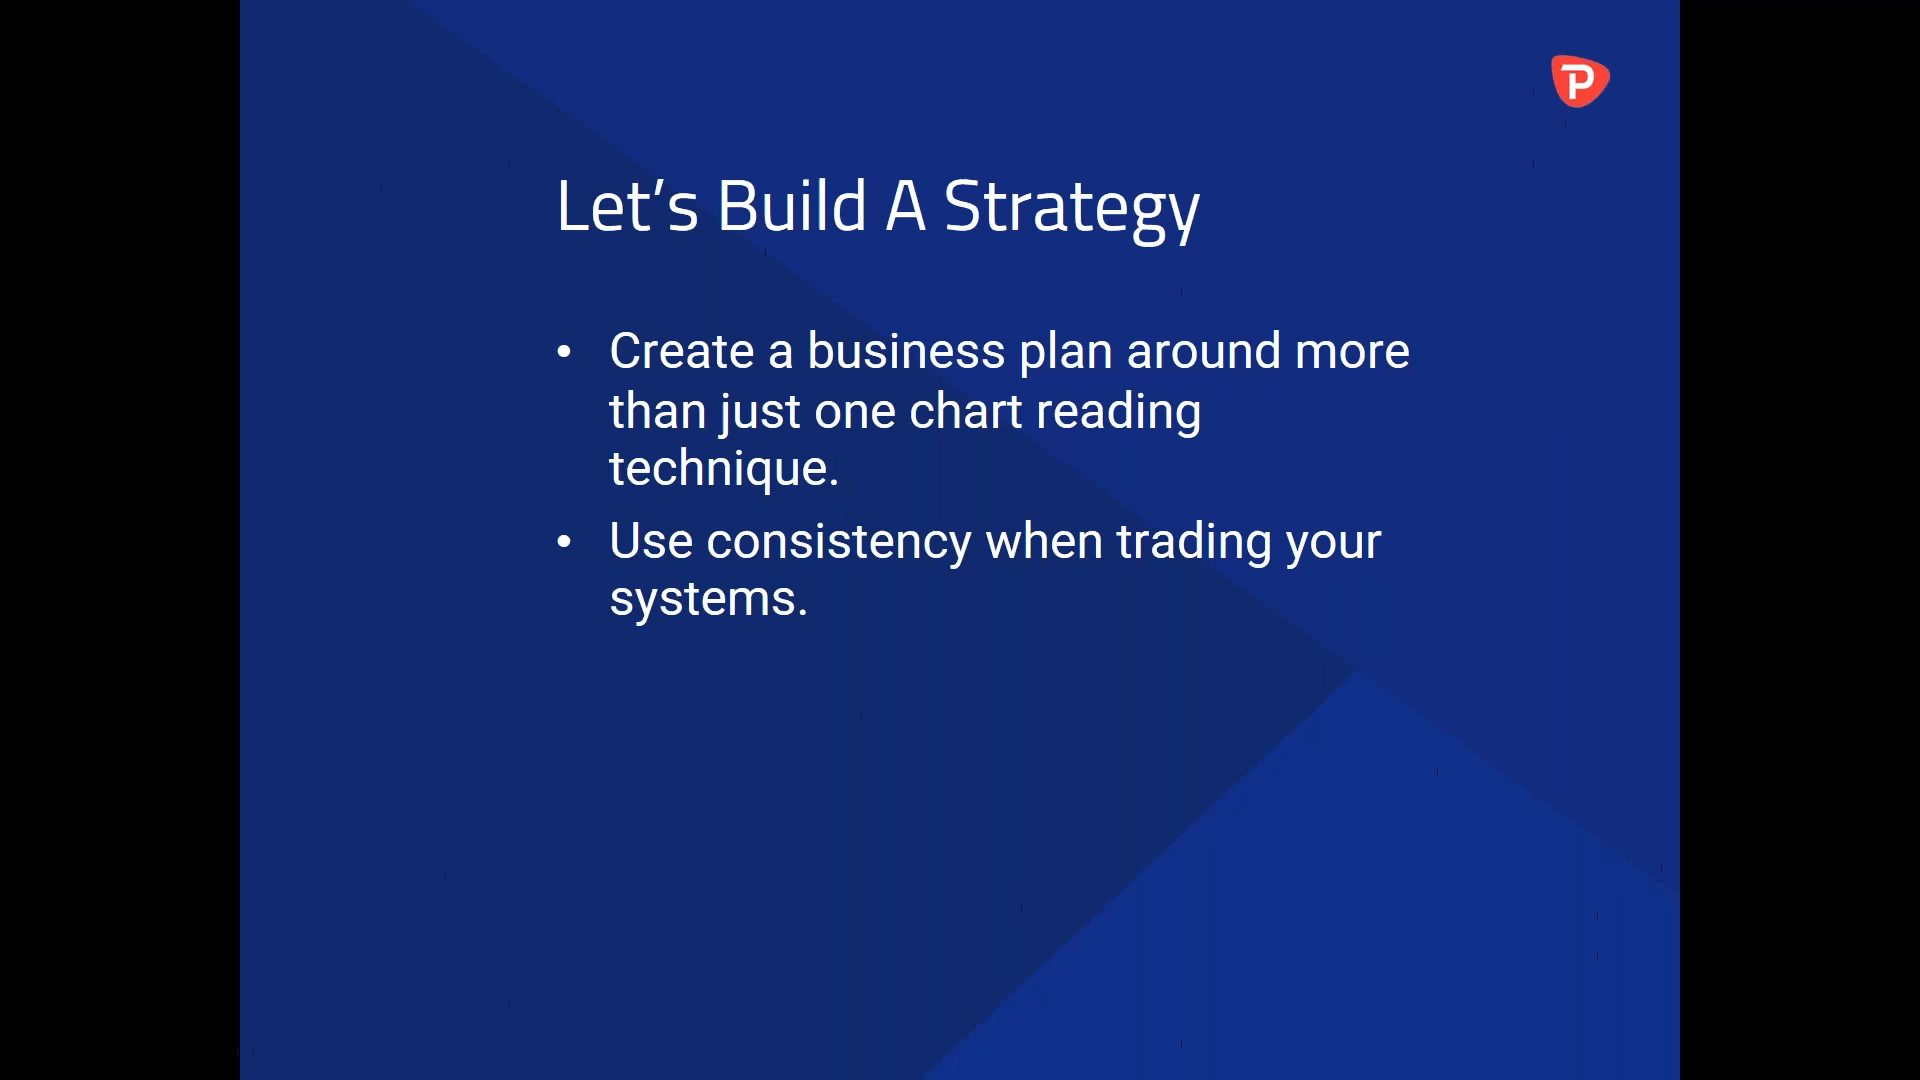 P
Let’s Build A Strategy
• Create a business plan around more
than just one chart reading
technique.
• Use consistency when trading your
systems.